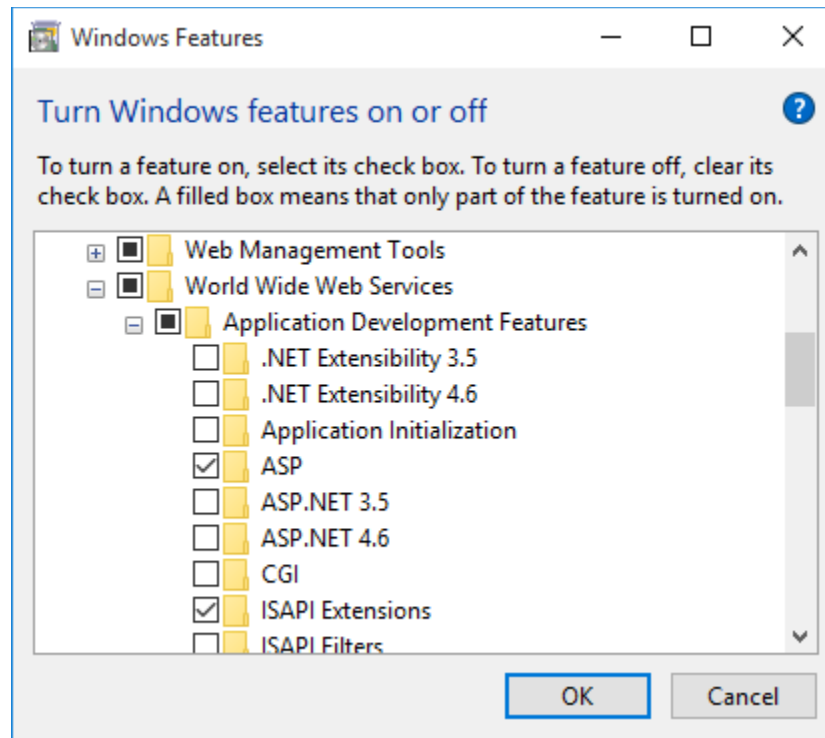 Windows Features
Turn Windows features on or off
?
To turn a feature on, select its check box. To turn a feature off, clear its
check box. A filled box means that only part of the feature is turned on.
Web Management Tools
World Wide Web Services
Application Development Features
.NET Extensibility 3.5
.NET Extensibility 4.6
Application Initialization
ASP
ASP.NET 3.5
ASP.NET 4.6
CGI
ISAPI Extensions
ISAPI Filters
OK
Cancel